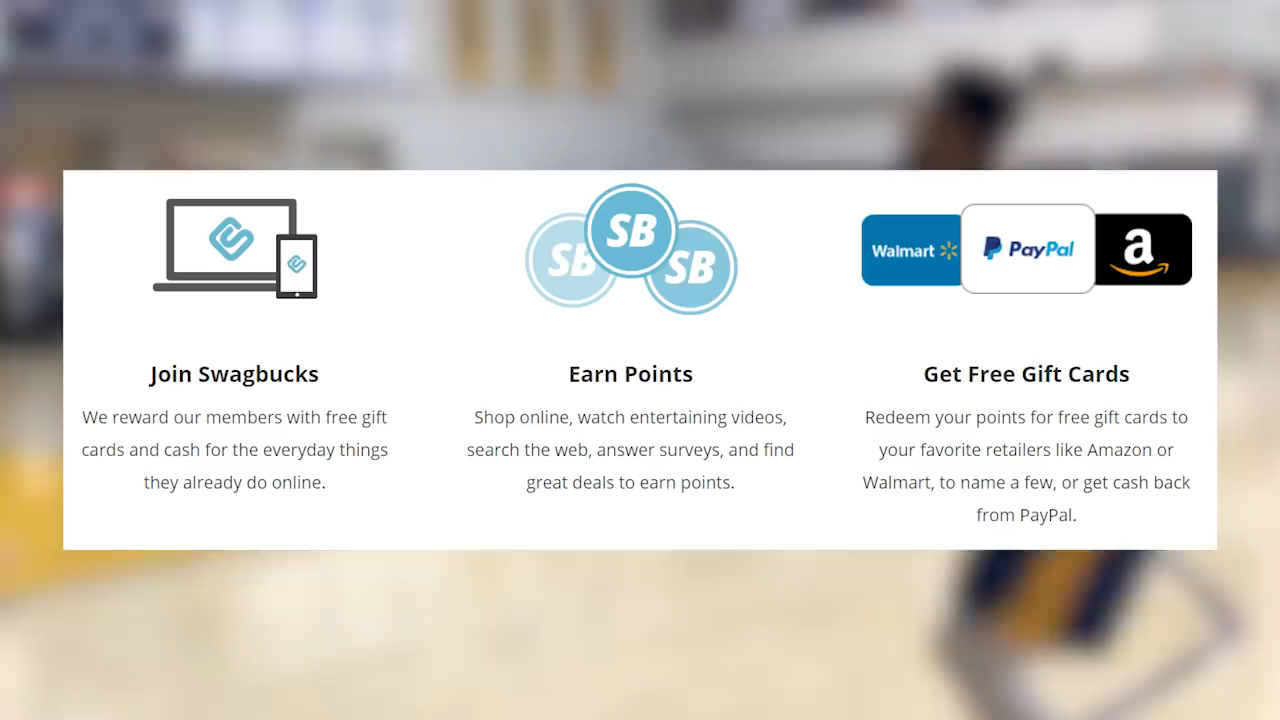 SB
SB
SB
Walmart
PayPal
a
Join Swagbucks
We reward our members with free gift
cards and cash for the everyday things
they already do online.
Earn Points
Shop online, watch entertaining videos,
search the web, answer surveys, and find
great deals to earn points.
Get Free Gift Cards
Redeem your points for free gift cards to
your favorite retailers like Amazon or
Walmart, to name a few, or get cash back
from PayPal.